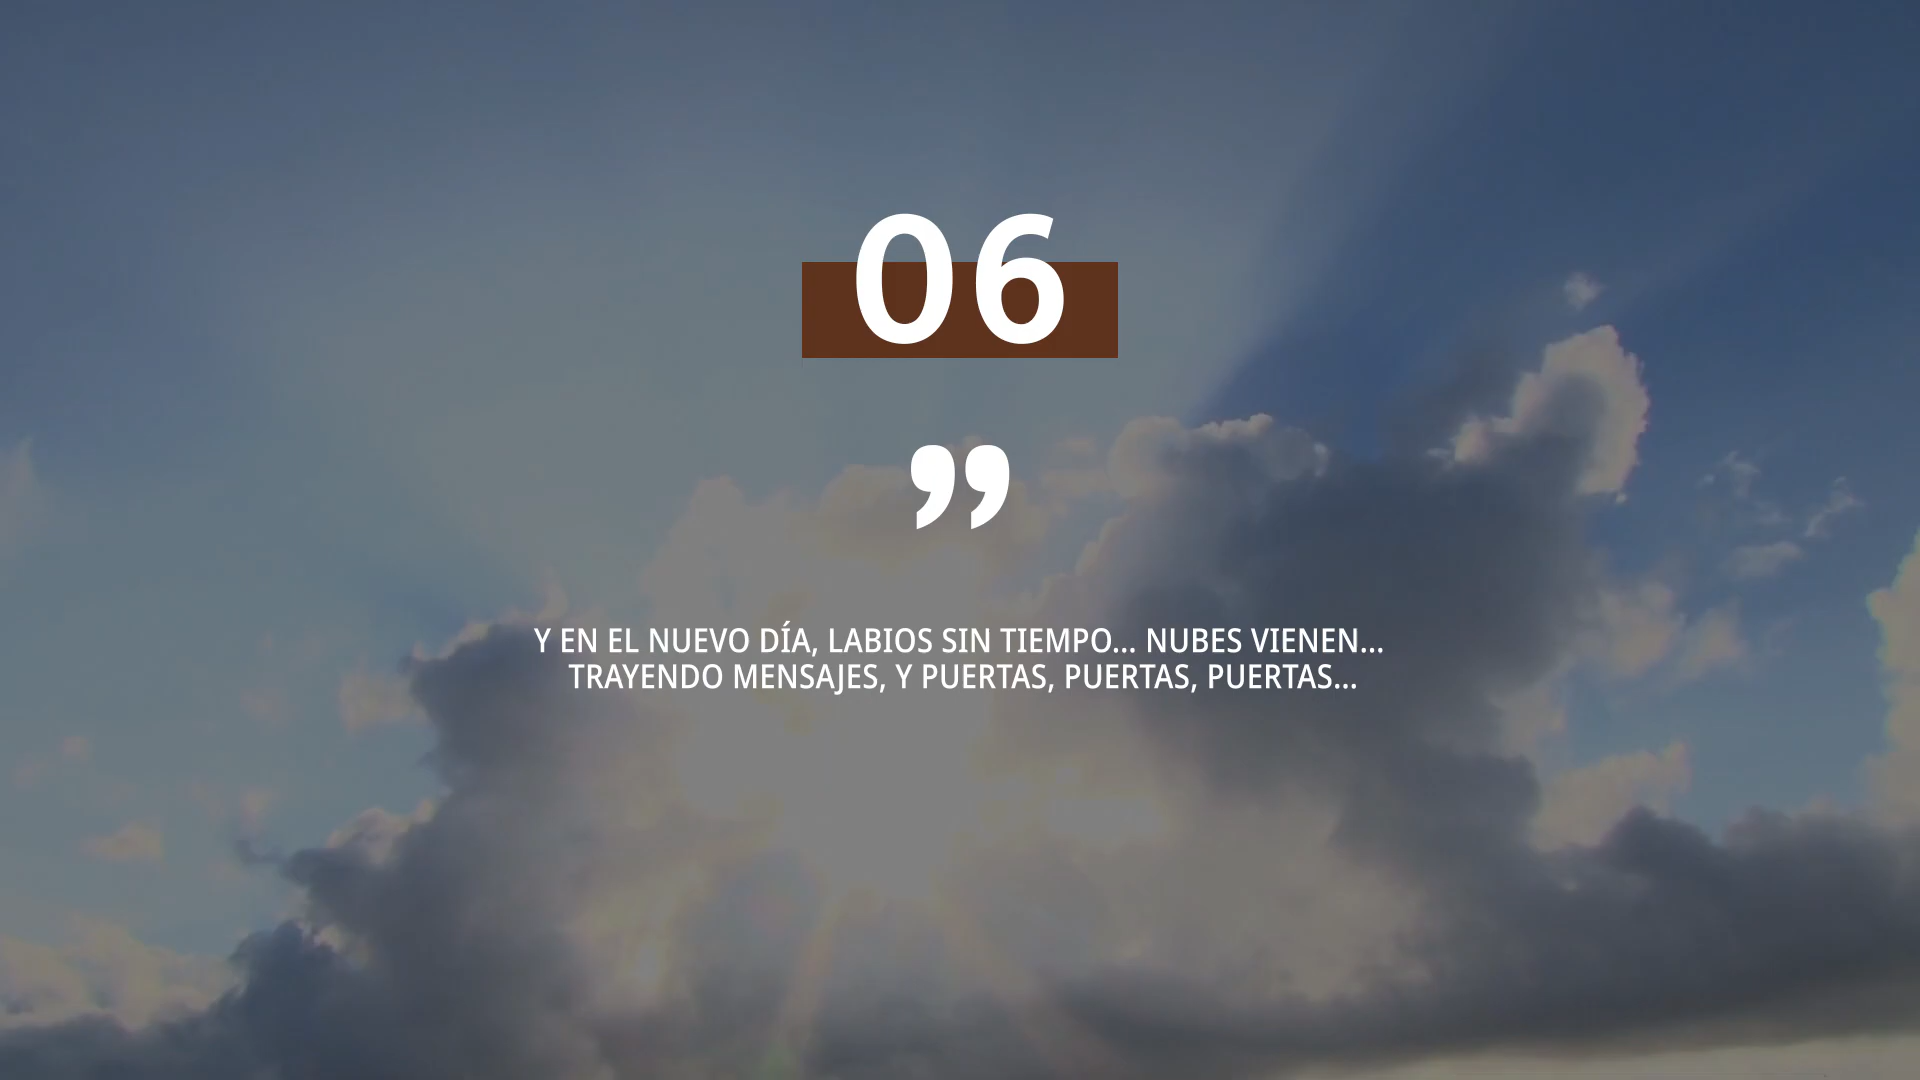 06
”
Y EN EL NUEVO DÍA, LABIOS SIN TIEMPO... NUBES VIENEN...
TRAYENDO MENSAJES, Y PUERTAS, PUERTAS, PUERTAS...